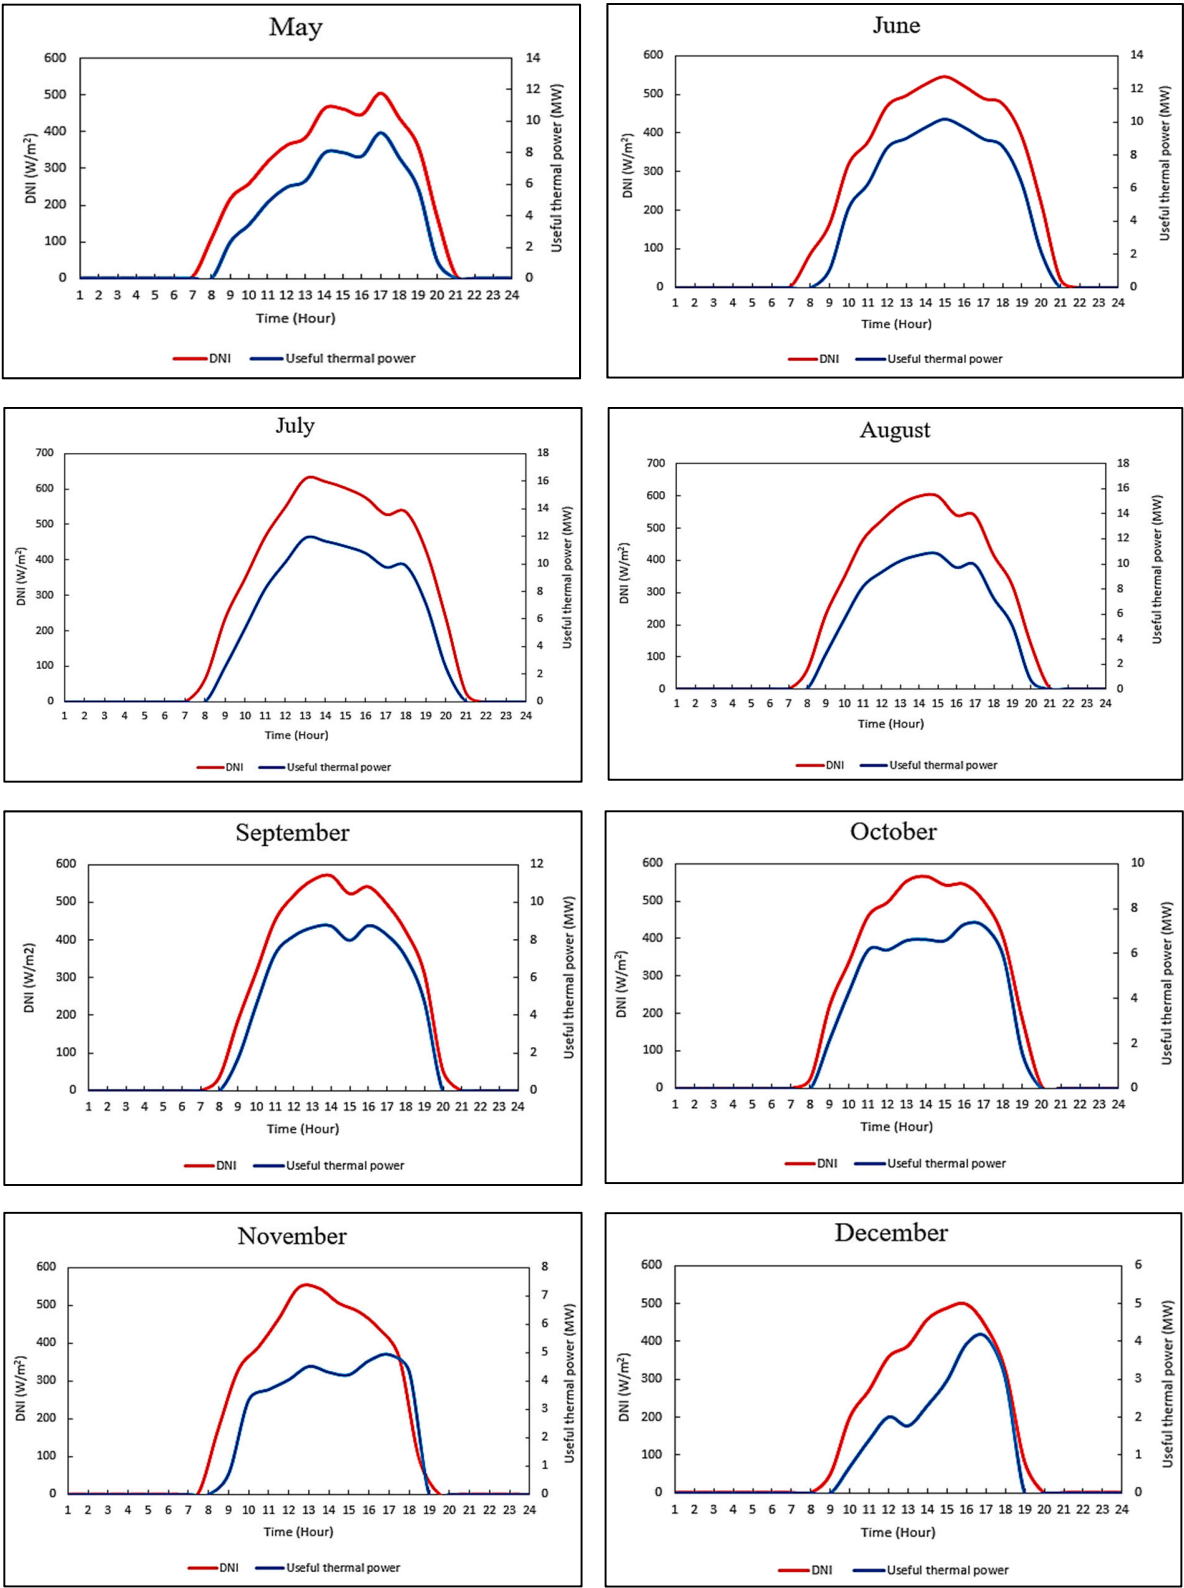 May
600
500
400
300
200
100
0
DNI (W/m²)
14
12
10
8
6
4
2
0
Useful thermal power (MW)
1 2 3 4 5 6 7 8 9 10 11 12 13 14 15 16 17 18 19 20 21 22 23 24
Time (Hour)
DNI Useful thermal power
June
600
500
400
300
200
100
0
DNI (W/m²)
14
12
10
8
6
4
2
0
Useful thermal power (MW)
1 2 3 4 5 6 7 8 9 10 11 12 13 14 15 16 17 18 19 20 21 22 23 24
Time (Hour)
DNI Useful thermal power
July
700
600
500
400
300
200
100
0
DNI (W/m²)
18
16
14
12
10
8
6
4
2
0
Useful thermal power (MW)
1 2 3 4 5 6 7 8 9 10 11 12 13 14 15 16 17 18 19 20 21 22 23 24
Time (Hour)
DNI Useful thermal power
August
700
600
500
400
300
200
100
0
DNI (W/m²)
18
16
14
12
10
8
6
4
2
0
Useful thermal power (MW)
1 2 3 4 5 6 7 8 9 10 11 12 13 14 15 16 17 18 19 20 21 22 23 24
Time (Hour)
DNI Useful thermal power
September
600
500
400
300
200
100
0
DNI (W/m2)
12
10
8
6
4
2
0
Useful thermal power (MW)
1 2 3 4 5 6 7 8 9 10 11 12 13 14 15 16 17 18 19 20 21 22 23 24
Time (Hour)
DNI Useful thermal power
October
600
500
400
300
200
100
0
DNI (W/m²)
10
8
6
4
2
0
Useful thermal power (MW)
1 2 3 4 5 6 7 8 9 10 11 12 13 14 15 16 17 18 19 20 21 22 23 24
Time (Hour)
DNI Useful thermal power
November
600
500
400
300
200
100
0
DNI (W/m²)
8
7
6
5
4
3
2
1
0
Useful thermal power (MW)
1 2 3 4 5 6 7 8 9 10 11 12 13 14 15 16 17 18 19 20 21 22 23 24
Time (Hour)
DNI Useful thermal power
December
600
500
400
300
200
100
0
DNI (W/m²)
6
5
4
3
2
1
0
Useful thermal power (MW)
1 2 3 4 5 6 7 8 9 10 11 12 13 14 15 16 17 18 19 20 21 22 23 24
Time (Hour)
DNI Useful thermal power